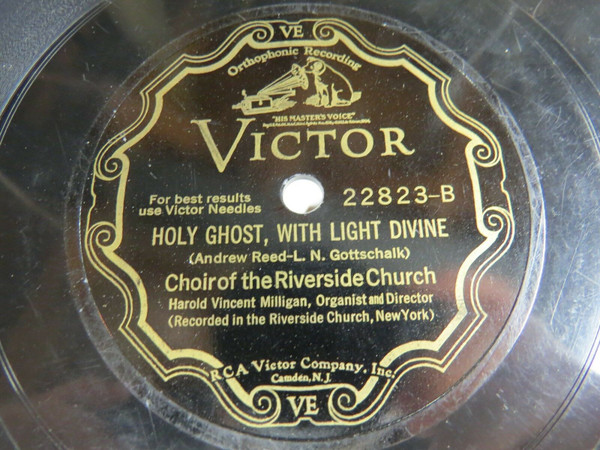 VE
Orthophonic Recording
"HIS MASTER'S VOICE"
VICTOR
For best results
use Victor Needles
22823-B
HOLY GHOST, WITH LIGHT DIVINE
(Andrew Reed-L. N. Gottschalk)
Choir of the Riverside Church
Harold Vincent Milligan, Organist and Director
(Recorded in the Riverside Church, New York)
RCA Victor Company, Inc.
Camden, N. J.
VE